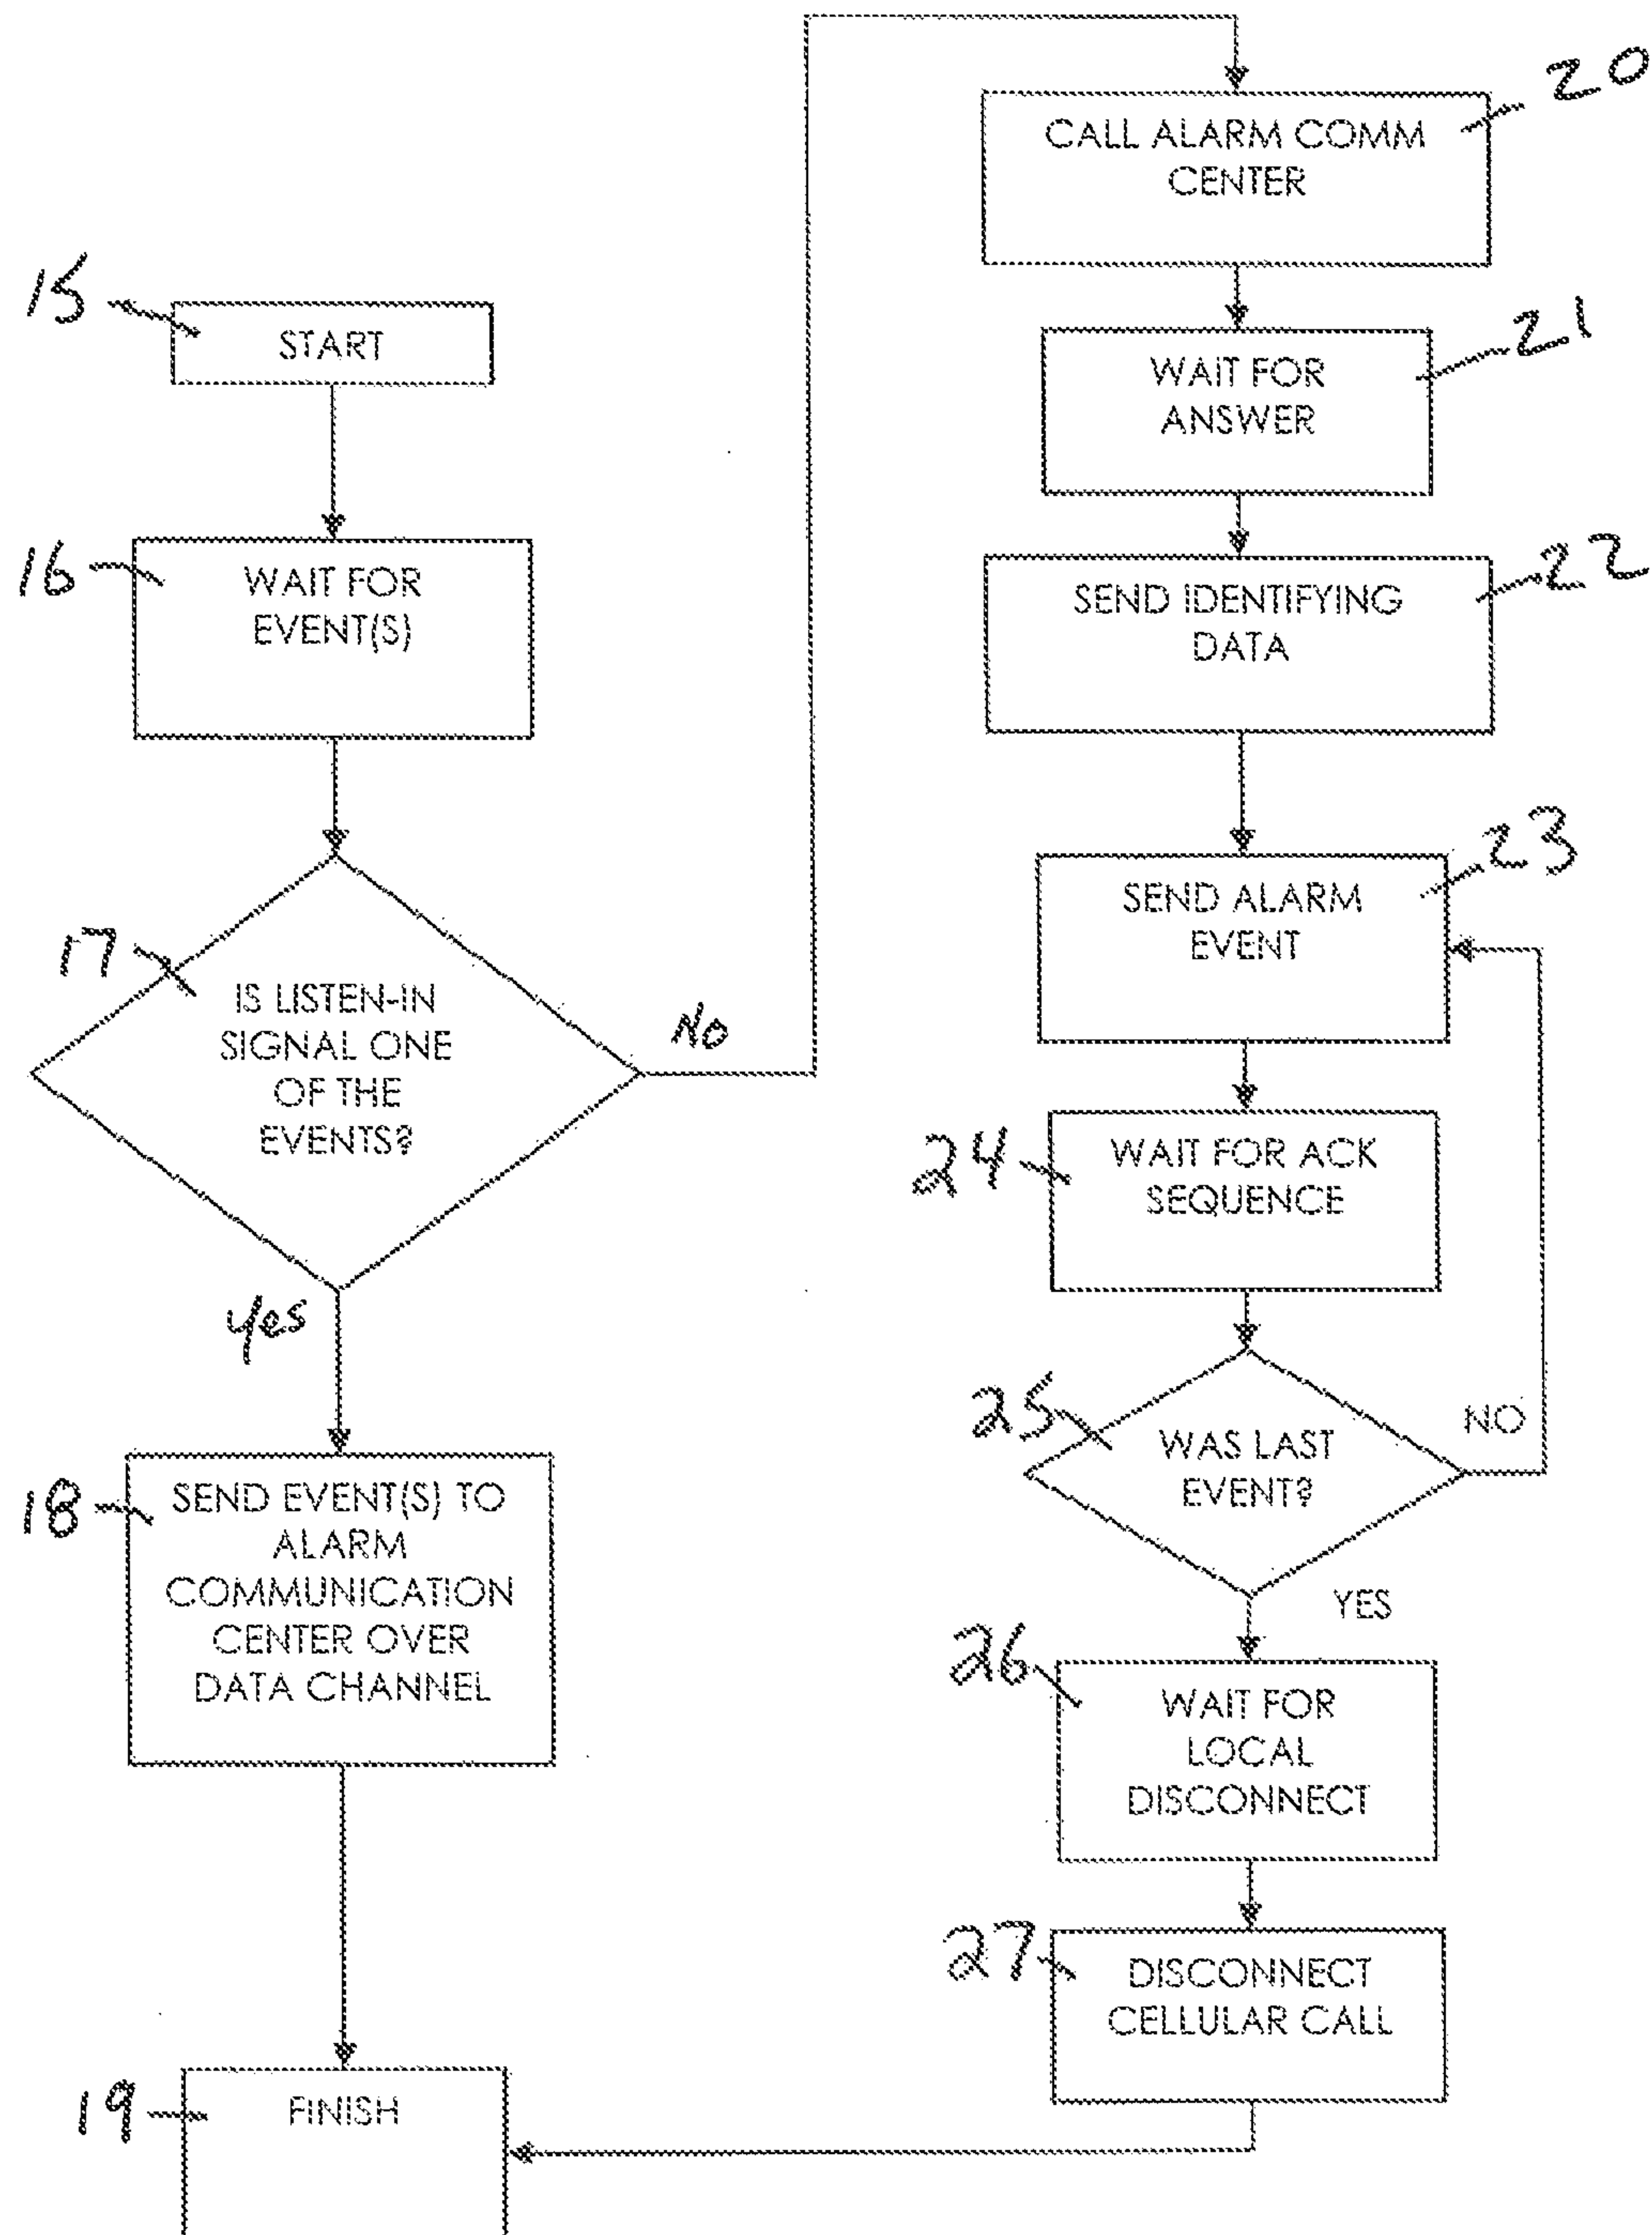 15
START
16
WAIT FOR
EVENT(S)
17
IS LISTEN-IN
SIGNAL ONE
OF THE
EVENTS?
No
Yes
18
SEND EVENT(S) TO
ALARM
COMMUNICATION
CENTER OVER
DATA CHANNEL
19
FINISH
20
CALL ALARM COMM
CENTER
21
WAIT FOR
ANSWER
22
SEND IDENTIFYING
DATA
23
SEND ALARM
EVENT
24
WAIT FOR ACK
SEQUENCE
25
WAS LAST
EVENT?
NO
YES
26
WAIT FOR
LOCAL
DISCONNECT
27
DISCONNECT
CELLULAR CALL